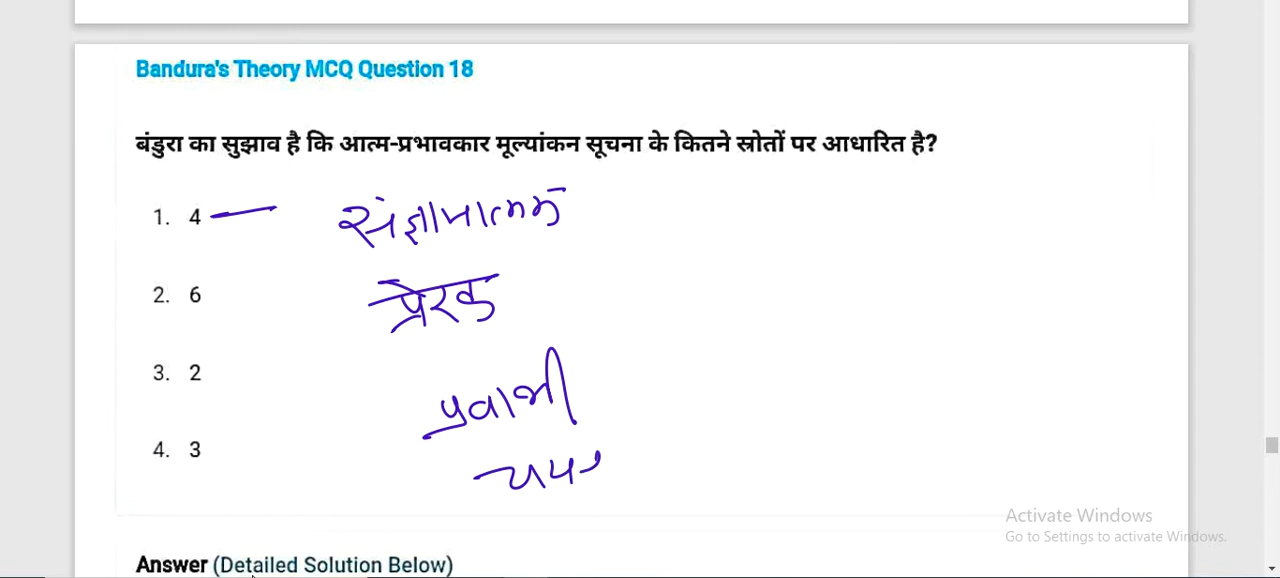 Bandura's Theory MCQ Question 18
बंडुरा का सुझाव है कि आत्म-प्रभावकार मूल्यांकन सूचना के कितने स्रोतों पर आधारित है?
1. 4
संज्ञानात्मक
2. 6
प्रेरक
3. 2
4. 3
Activate Windows
Go to Settings to activate Windows.
Answer (Detailed Solution Below)